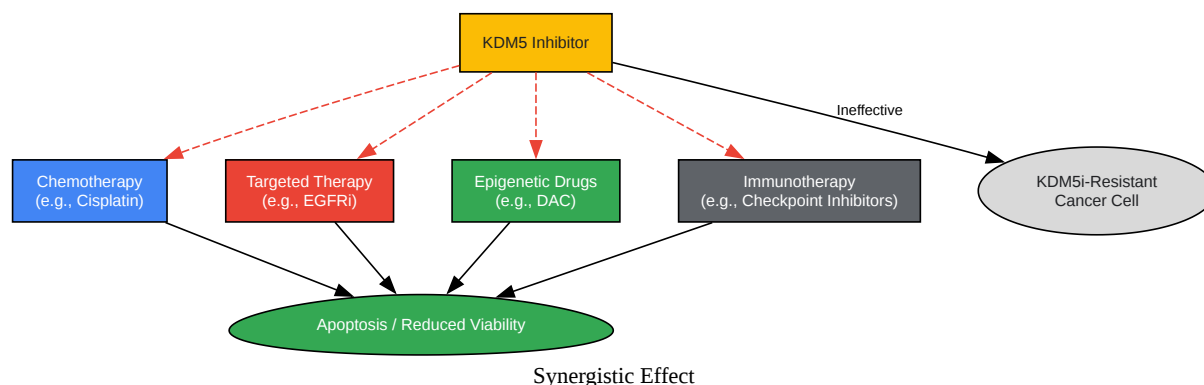 KDM5 Inhibitor
Ineffective
Chemotherapy
(e.g., Cisplatin)
Targeted Therapy
(e.g., EGFRi)
Epigenetic Drugs
(e.g., DAC)
Immunotherapy
(e.g., Checkpoint Inhibitors)
KDM5i-Resistant
Cancer Cell
Apoptosis / Reduced Viability
Synergistic Effect